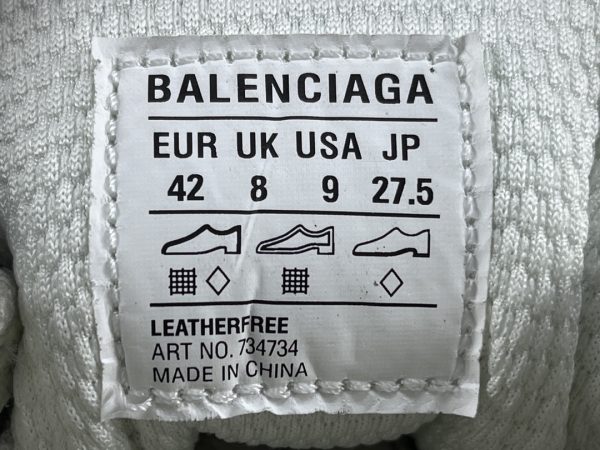 BALENCIAGA
EUR UK USA JP
42 8 9 27.5
LEATHERFREE
ART NO. 734734
MADE IN CHINA